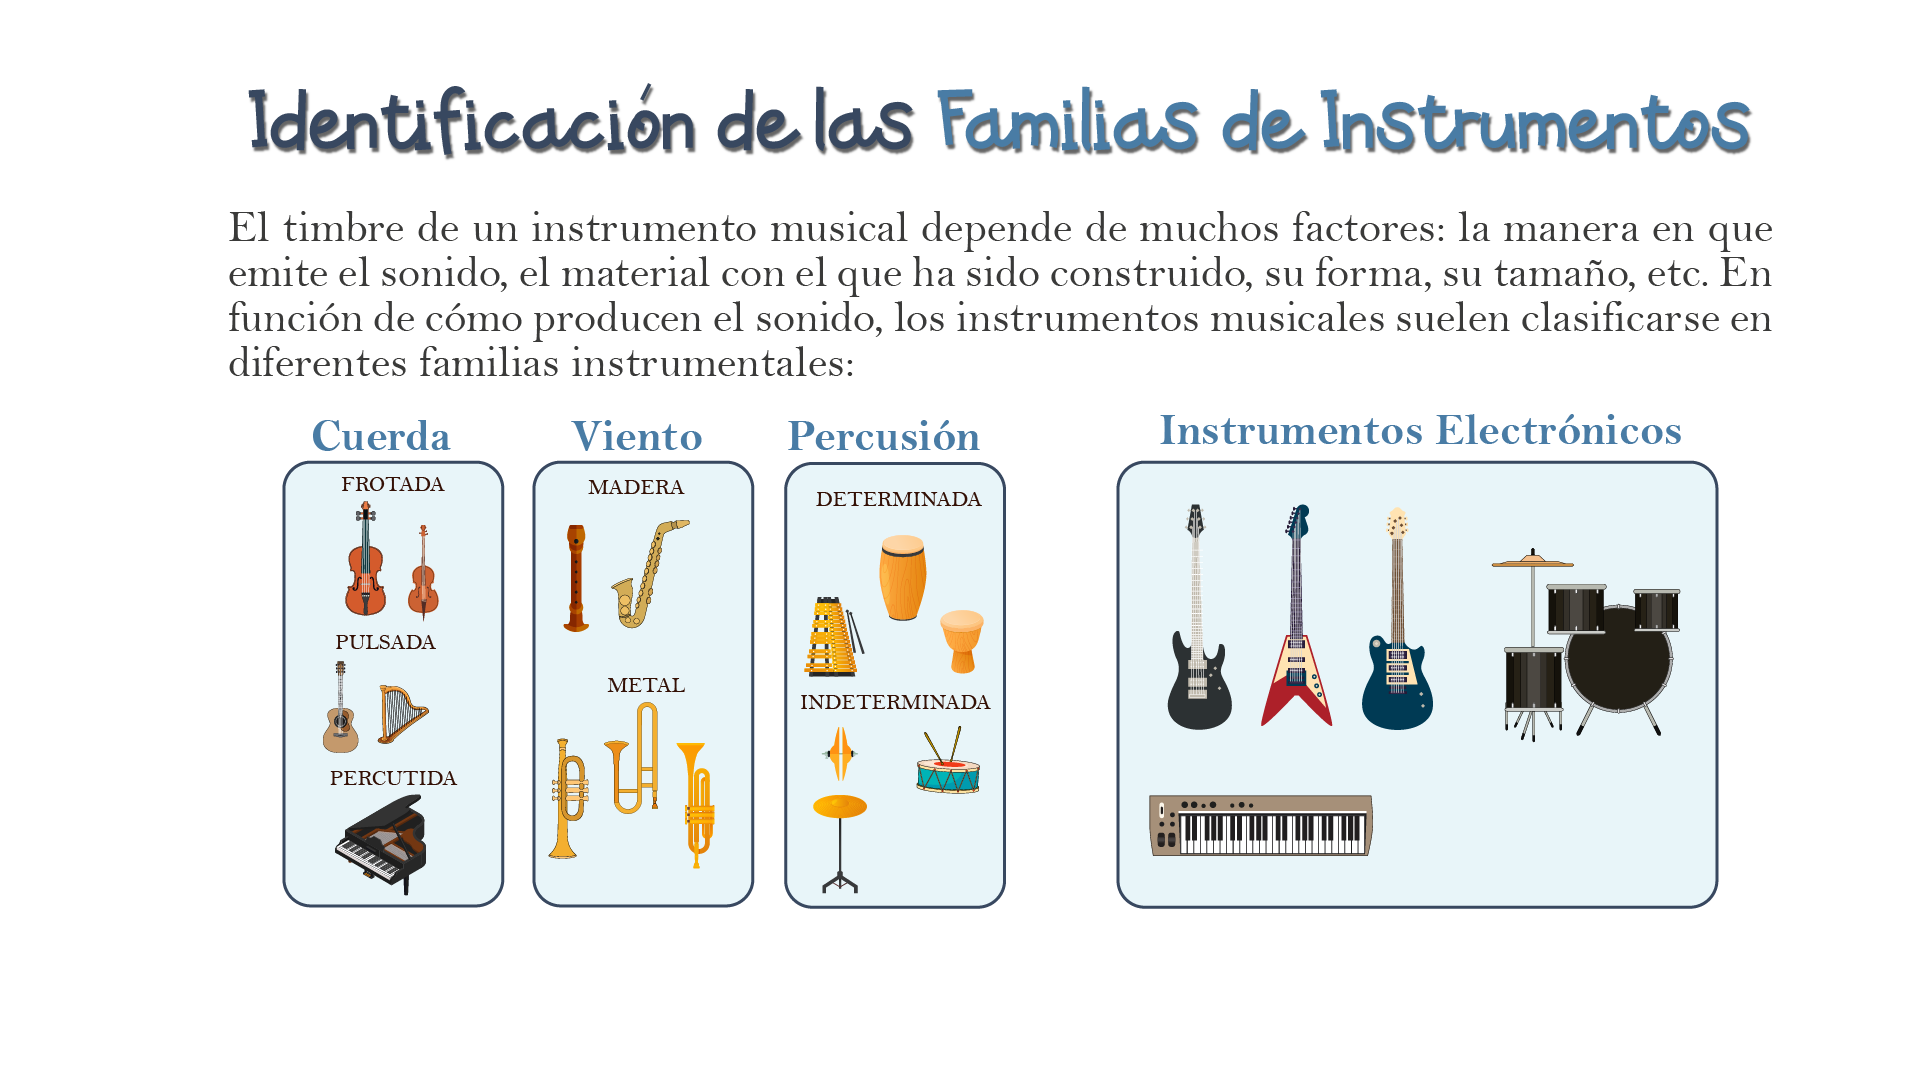 Identificación de las Familias de Instrumentos
El timbre de un instrumento musical depende de muchos factores: la manera en que
emite el sonido, el material con el que ha sido construido, su forma, su tamaño, etc. En
función de cómo producen el sonido, los instrumentos musicales suelen clasificarse en
diferentes familias instrumentales:
Cuerda
FROTADA
PULSADA
PERCUTIDA
Viento
MADERA
METAL
Percusión
DETERMINADA
INDETERMINADA
Instrumentos Electrónicos